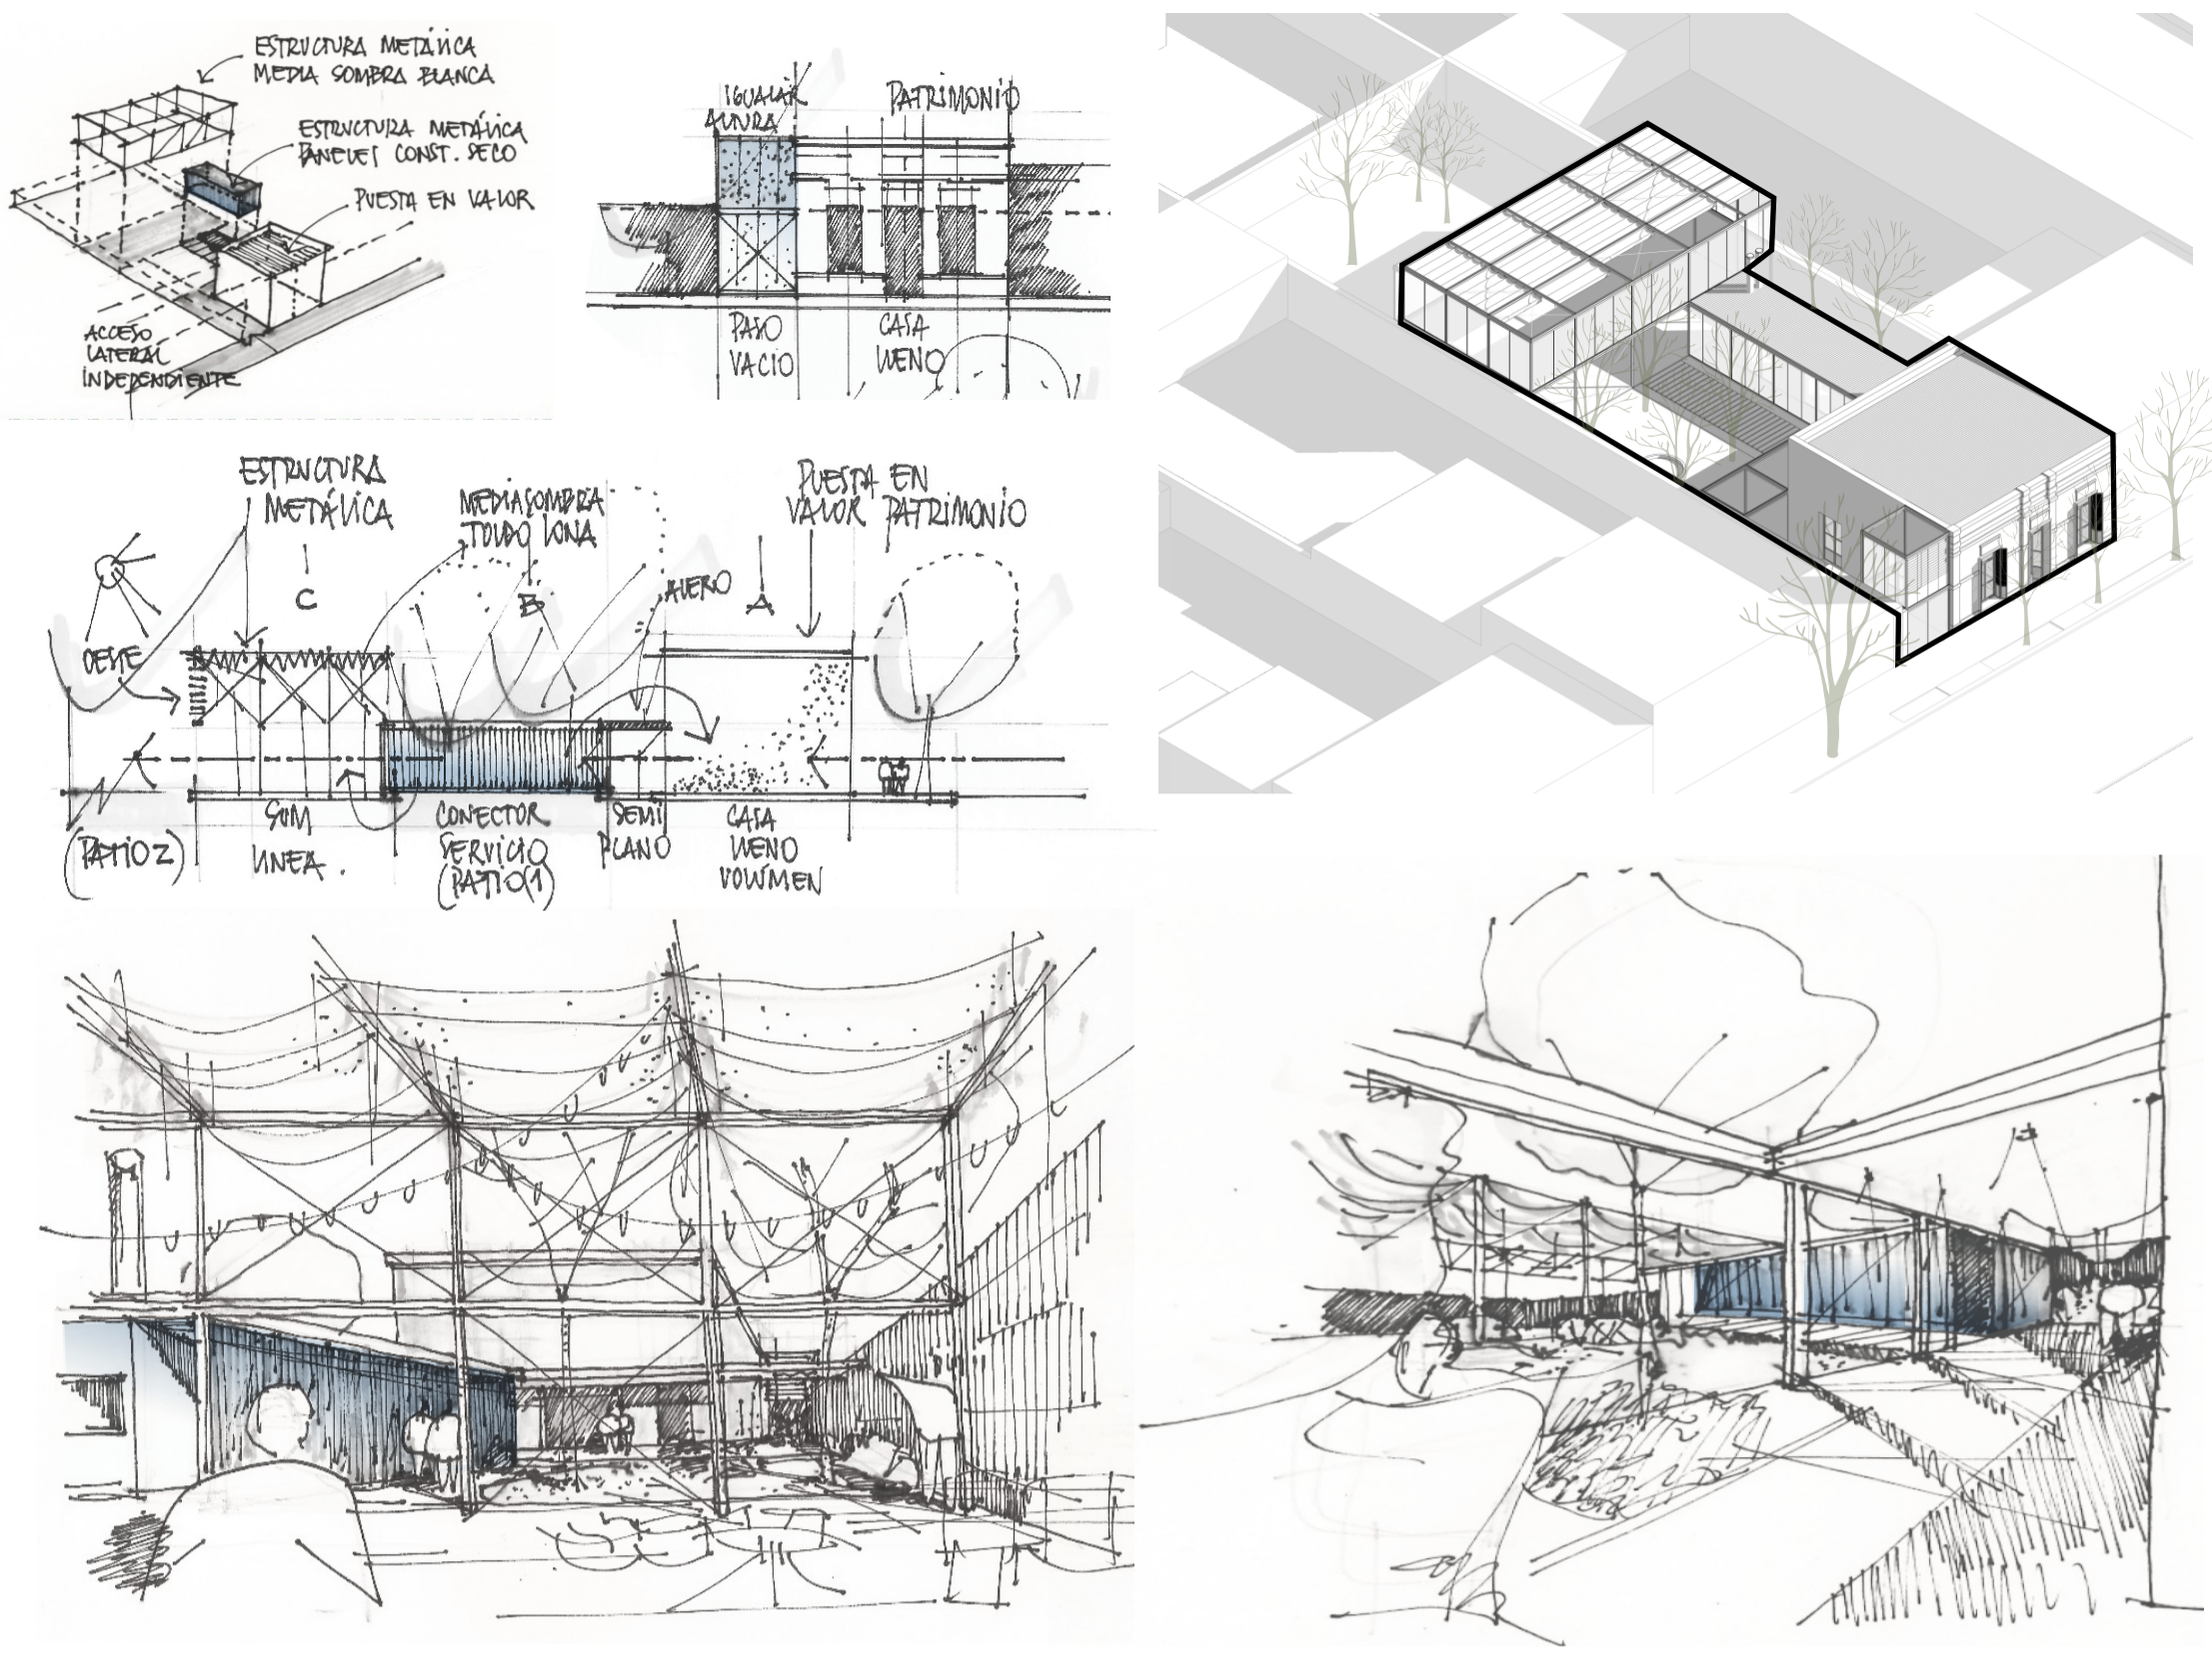 ESTRUCTURA METÁLICA
MEDIA SOMBRA BLANCA
ESTRUCTURA METÁLICA
PANELES CONST. SECO
PUESTA EN VALOR
ACCESO
LATERAL
INDEPENDIENTE
IGUALAR
ALTURA
PATRIMONIO
PASO
VACIO
CASA
LLENO
ESTRUCTURA
METÁLICA
C
MEDIASOMBRA
TOLDO LONA
B
ALERO
A
PUESTA EN
VALOR PATRIMONIO
OESTE
(PATIO 2)
SUM
LINEA.
CONECTOR
SERVICIO
(PATIO 1)
SEMI
PLANO
CASA
LLENO
VOLUMEN